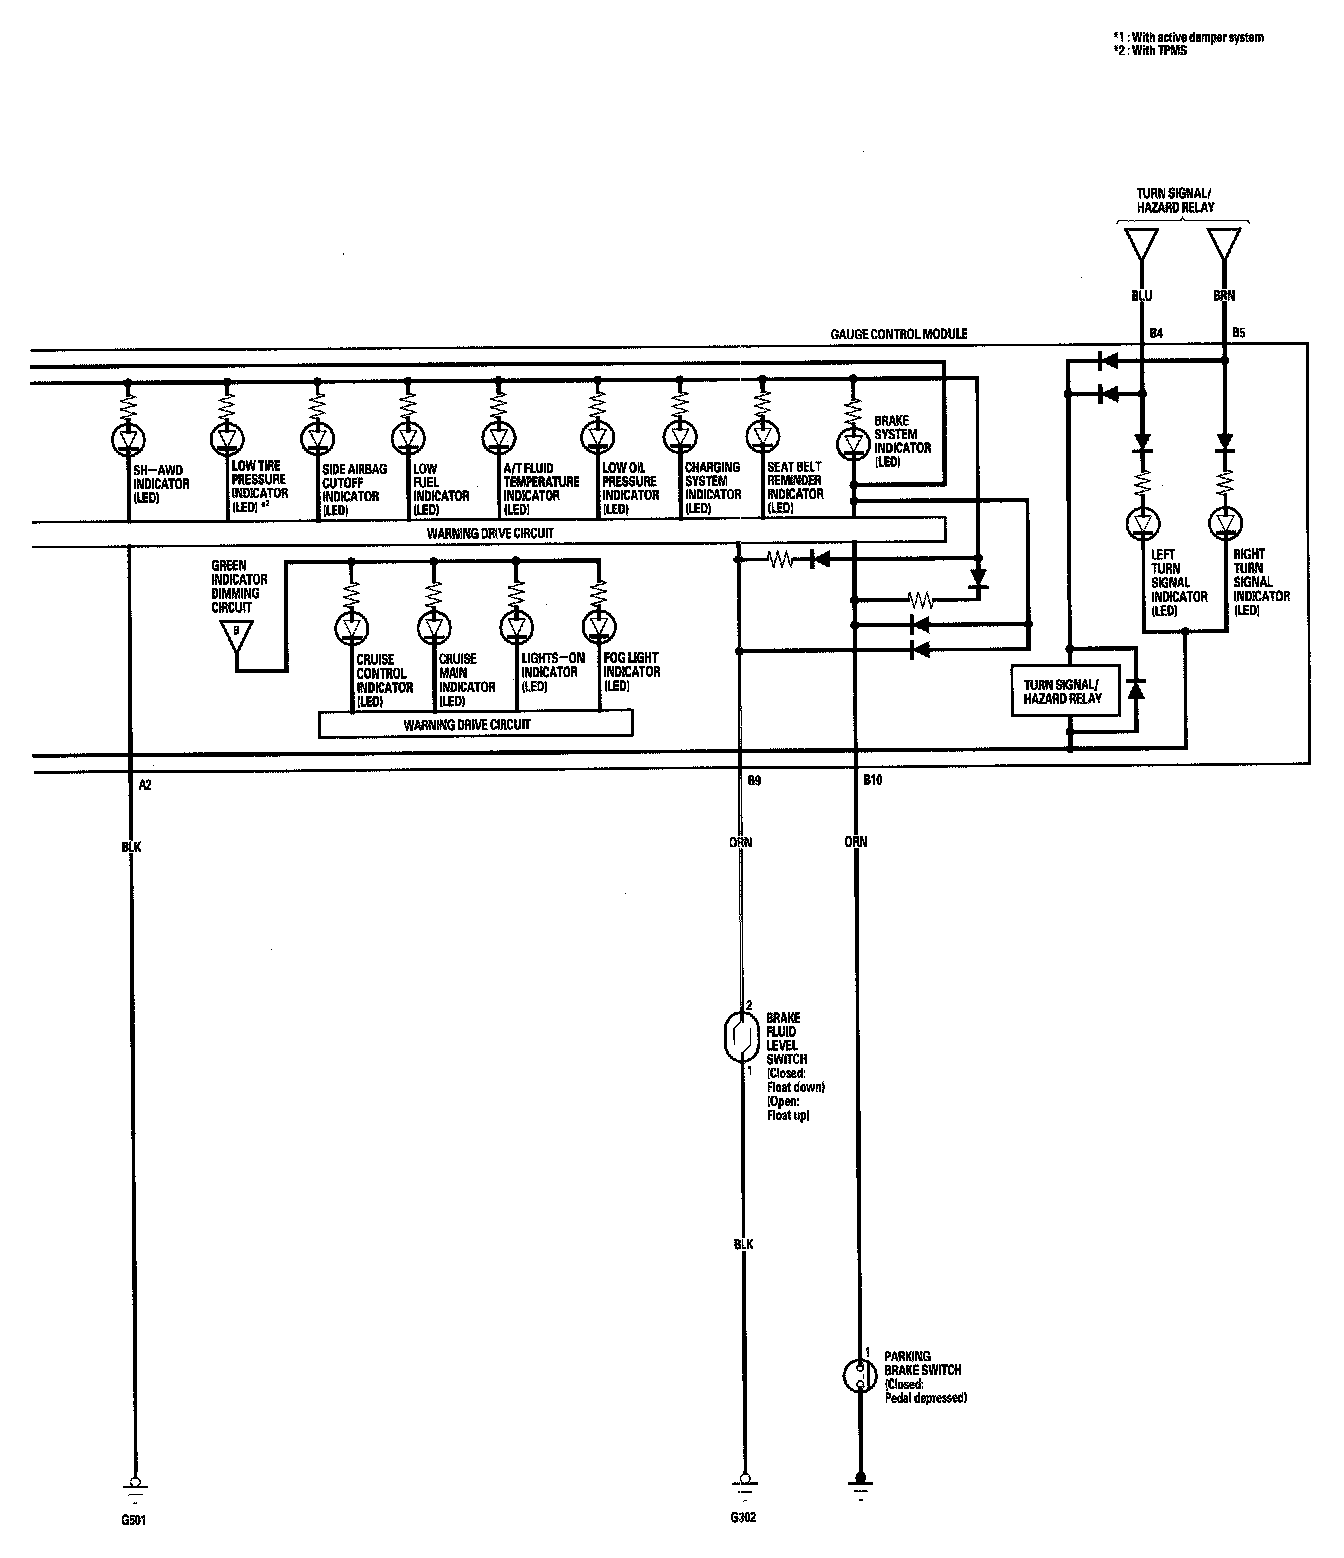 *1 : With active damper system
*2 : With TPMS
TURN SIGNAL/
HAZARD RELAY
BLU
BRN
GAUGE CONTROL MODULE
B4
B5
SH-AWD
INDICATOR
(LED)
LOW TIRE
PRESSURE
INDICATOR
(LED) *2
SIDE AIRBAG
CUTOFF
INDICATOR
(LED)
LOW
FUEL
INDICATOR
(LED)
A/T FLUID
TEMPERATURE
INDICATOR
(LED)
LOW OIL
PRESSURE
INDICATOR
(LED)
CHARGING
SYSTEM
INDICATOR
(LED)
SEAT BELT
REMINDER
INDICATOR
(LED)
BRAKE
SYSTEM
INDICATOR
(LED)
WARNING DRIVE CIRCUIT
GREEN
INDICATOR
DIMMING
CIRCUIT
CRUISE
CONTROL
INDICATOR
(LED)
CRUISE
MAIN
INDICATOR
(LED)
LIGHTS-ON
INDICATOR
(LED)
FOG LIGHT
INDICATOR
(LED)
WARNING DRIVE CIRCUIT
LEFT
TURN
SIGNAL
INDICATOR
(LED)
RIGHT
TURN
SIGNAL
INDICATOR
(LED)
TURN SIGNAL/
HAZARD RELAY
A2
B9
B10
BLK
ORN
ORN
2
BRAKE
FLUID
LEVEL
SWITCH
(Closed:
Float down)
(Open:
Float up)
1
BLK
1
PARKING
BRAKE SWITCH
(Closed:
Pedal depressed)
G501
G302